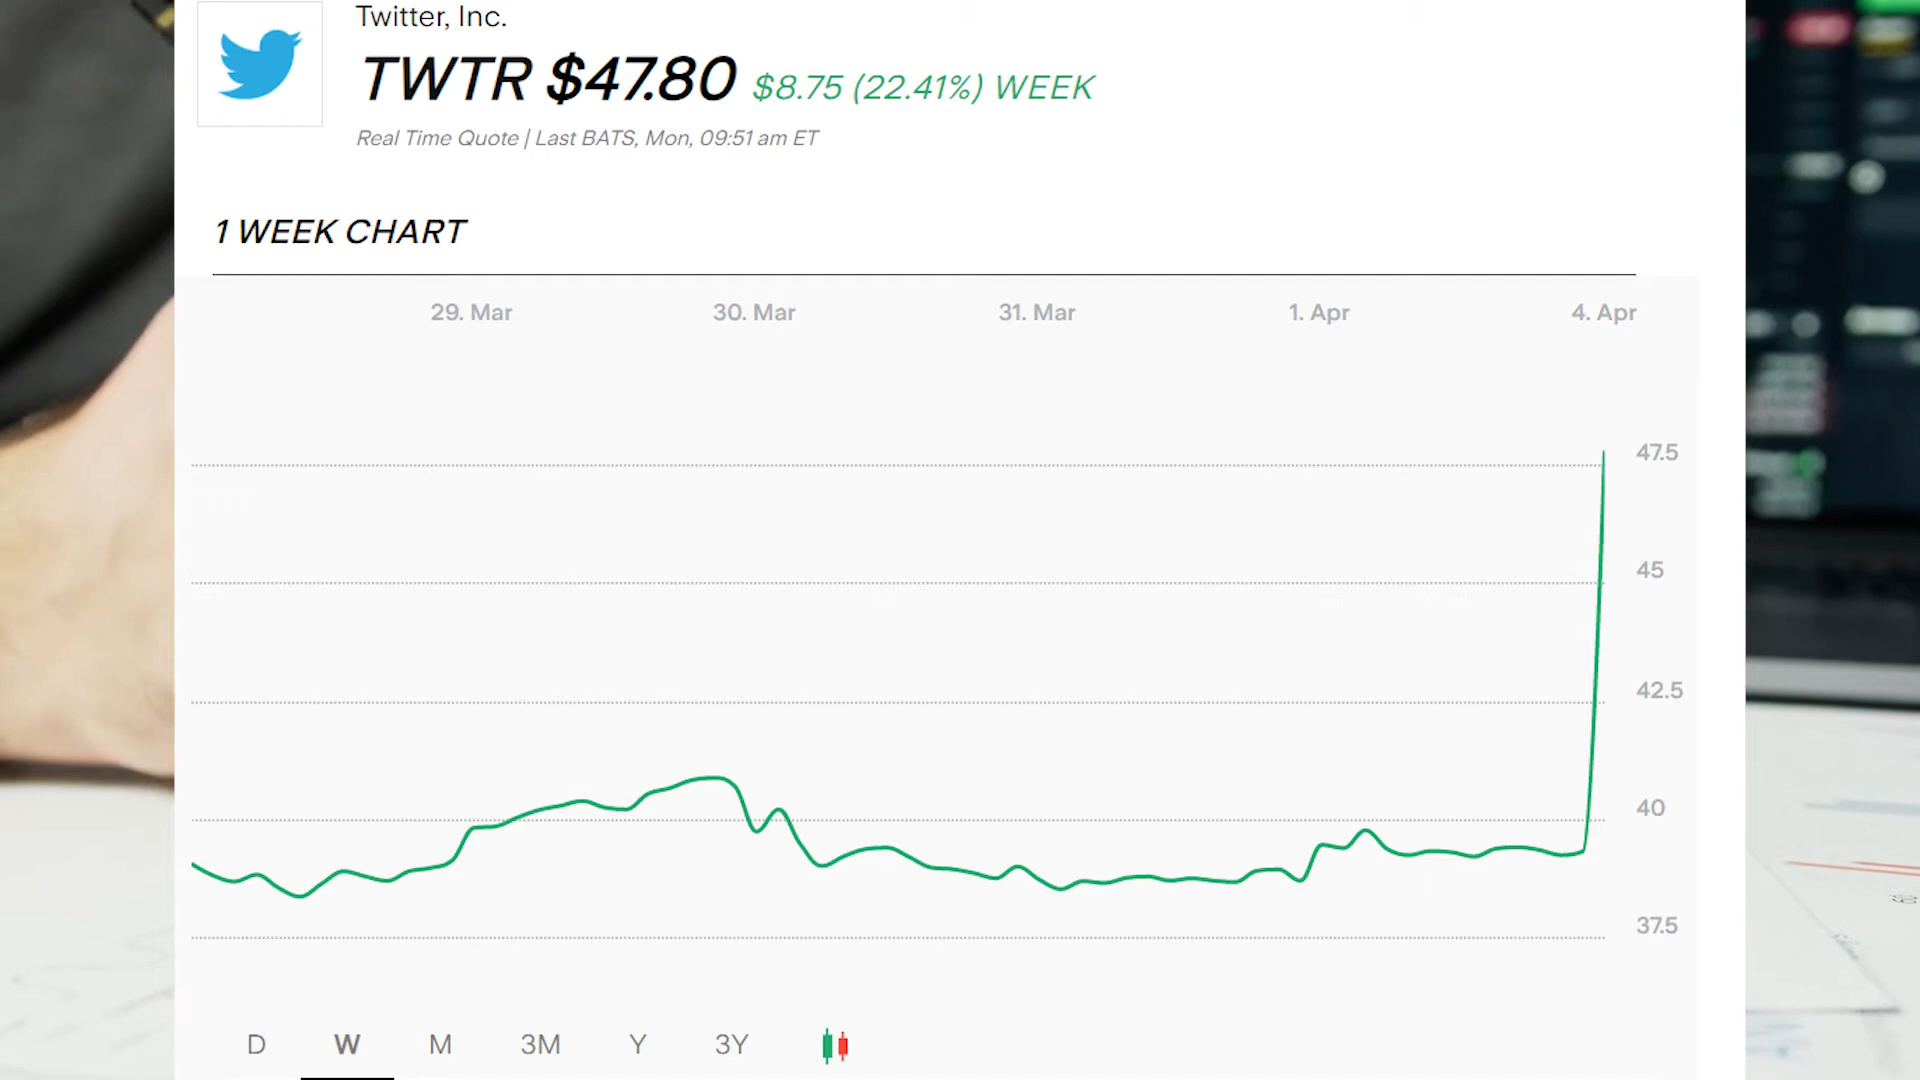 Twitter, Inc.
TWTR $47.80 $8.75 (22.41%) WEEK
Real Time Quote | Last BATS, Mon, 09:51 am ET
1 WEEK CHART
29. Mar 30. Mar 31. Mar 1. Apr 4. Apr
47.5
45
42.5
40
37.5
D W M 3M Y 3Y